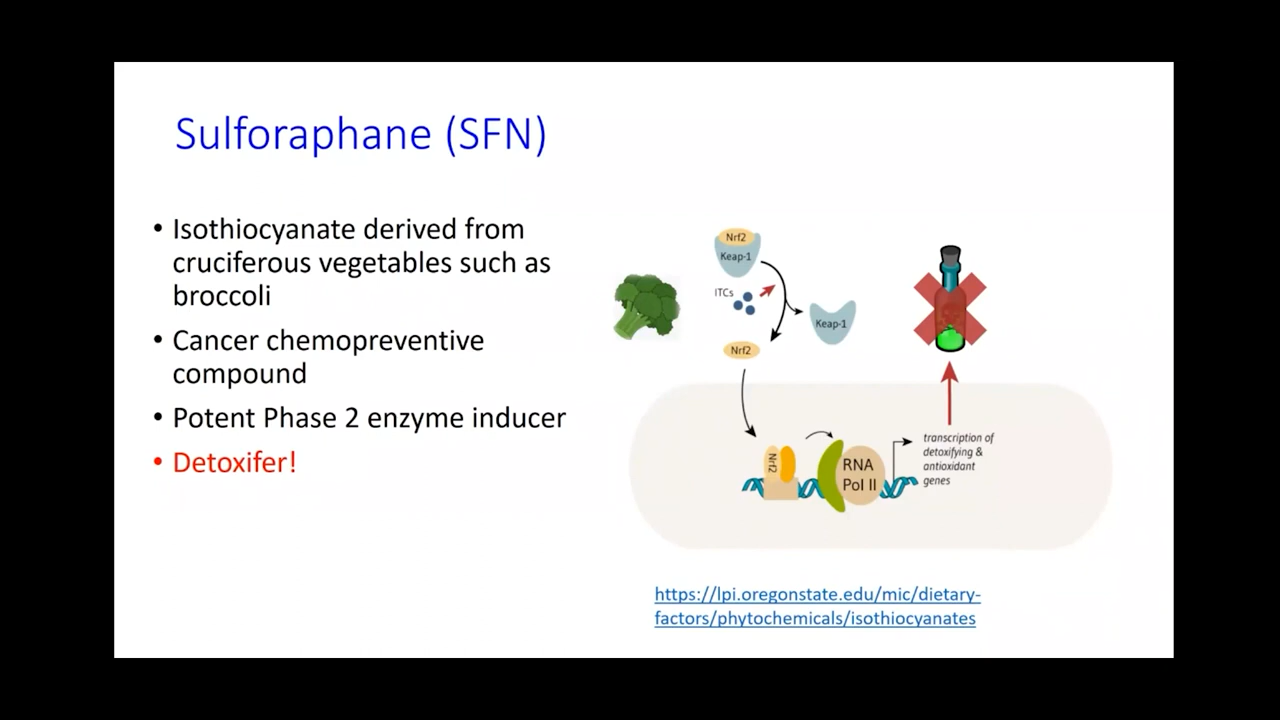 Sulforaphane (SFN)
• Isothiocyanate derived from
cruciferous vegetables such as
broccoli
• Cancer chemopreventive
compound
• Potent Phase 2 enzyme inducer
• Detoxifer!
Nrf2
Keap-1
ITCs
Keap-1
Nrf2
Nrf2
RNA
Pol II
transcription of
detoxifying &
antioxidant
genes
https://lpi.oregonstate.edu/mic/dietary-
factors/phytochemicals/isothiocyanates